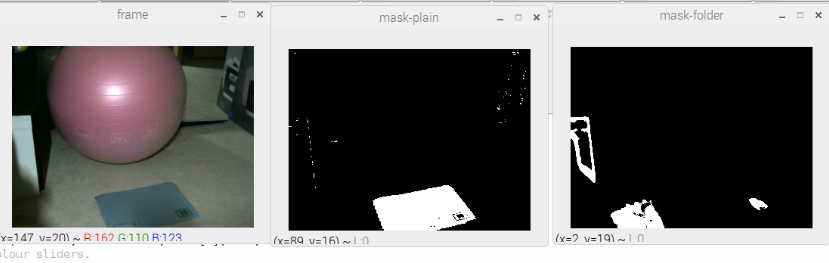 frame
mask-plain
mask-folder
(x=147, y=20) ~ R:162 G:110 B:123
(x=89, y=16) ~ L:0
(x=2, y=19) ~ L:0
olour sliders.